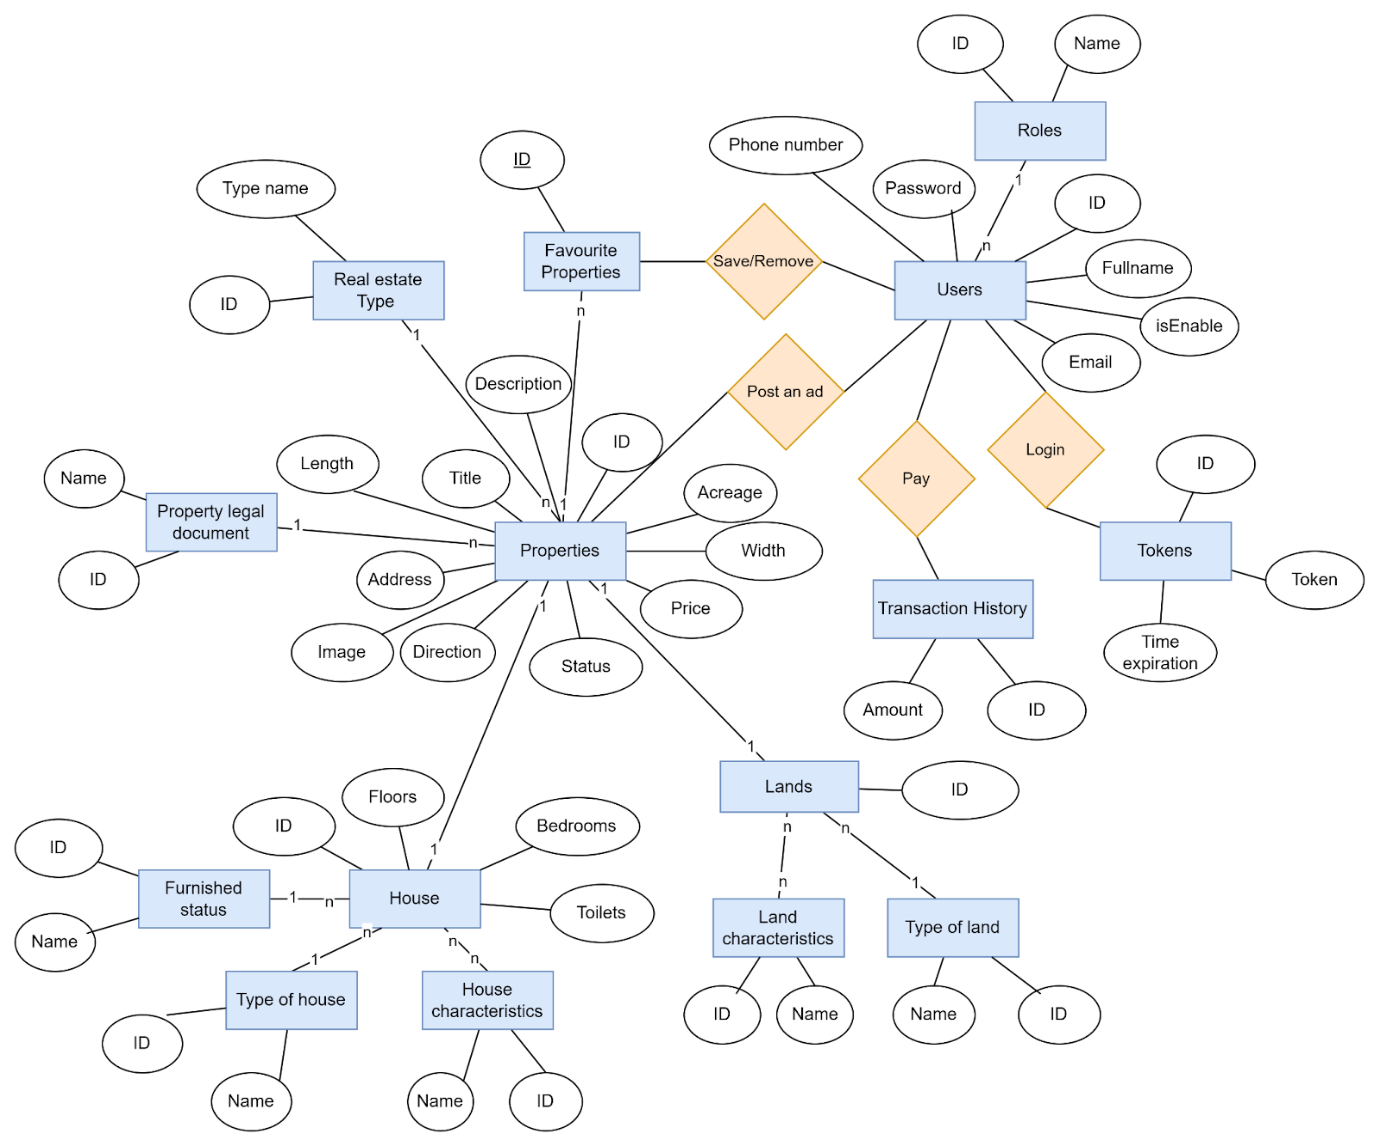 ID
Name
Roles
1
n
Phone number
Password
ID
Fullname
isEnable
Email
Users
ID
Favourite
Properties
Save/Remove
n
1
Type name
ID
Real estate
Type
1
n
Post an ad
Pay
Login
Description
ID
Title
Length
Acreage
Width
Price
Status
Direction
Image
Address
Properties
Name
ID
Property legal
document
1
n
ID
Token
Time
expiration
Tokens
Transaction History
Amount
ID
1
1
1
1
Lands
ID
n
n
n
1
Land
characteristics
ID
Name
Type of land
Name
ID
House
ID
Floors
Bedrooms
Toilets
ID
Name
Furnished
status
1
n
n
1
n
n
Type of house
ID
Name
House
characteristics
Name
ID